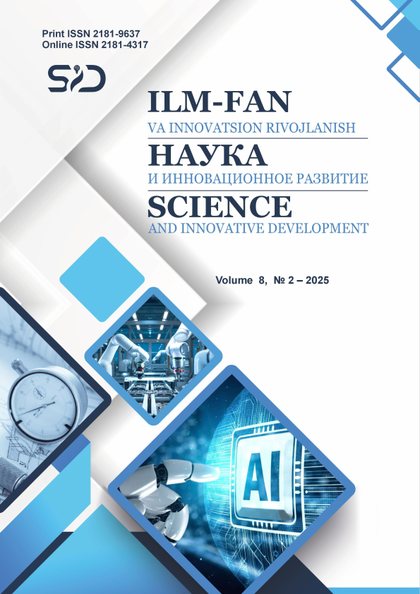 Print ISSN 2181-9637
Online ISSN 2181-4317
SID
ILM-FAN
VA INNOVATSION RIVOJLANISH
НАУКА
И ИННОВАЦИОННОЕ РАЗВИТИЕ
SCIENCE
AND INNOVATIVE DEVELOPMENT
Volume 8, № 2 – 2025
AI